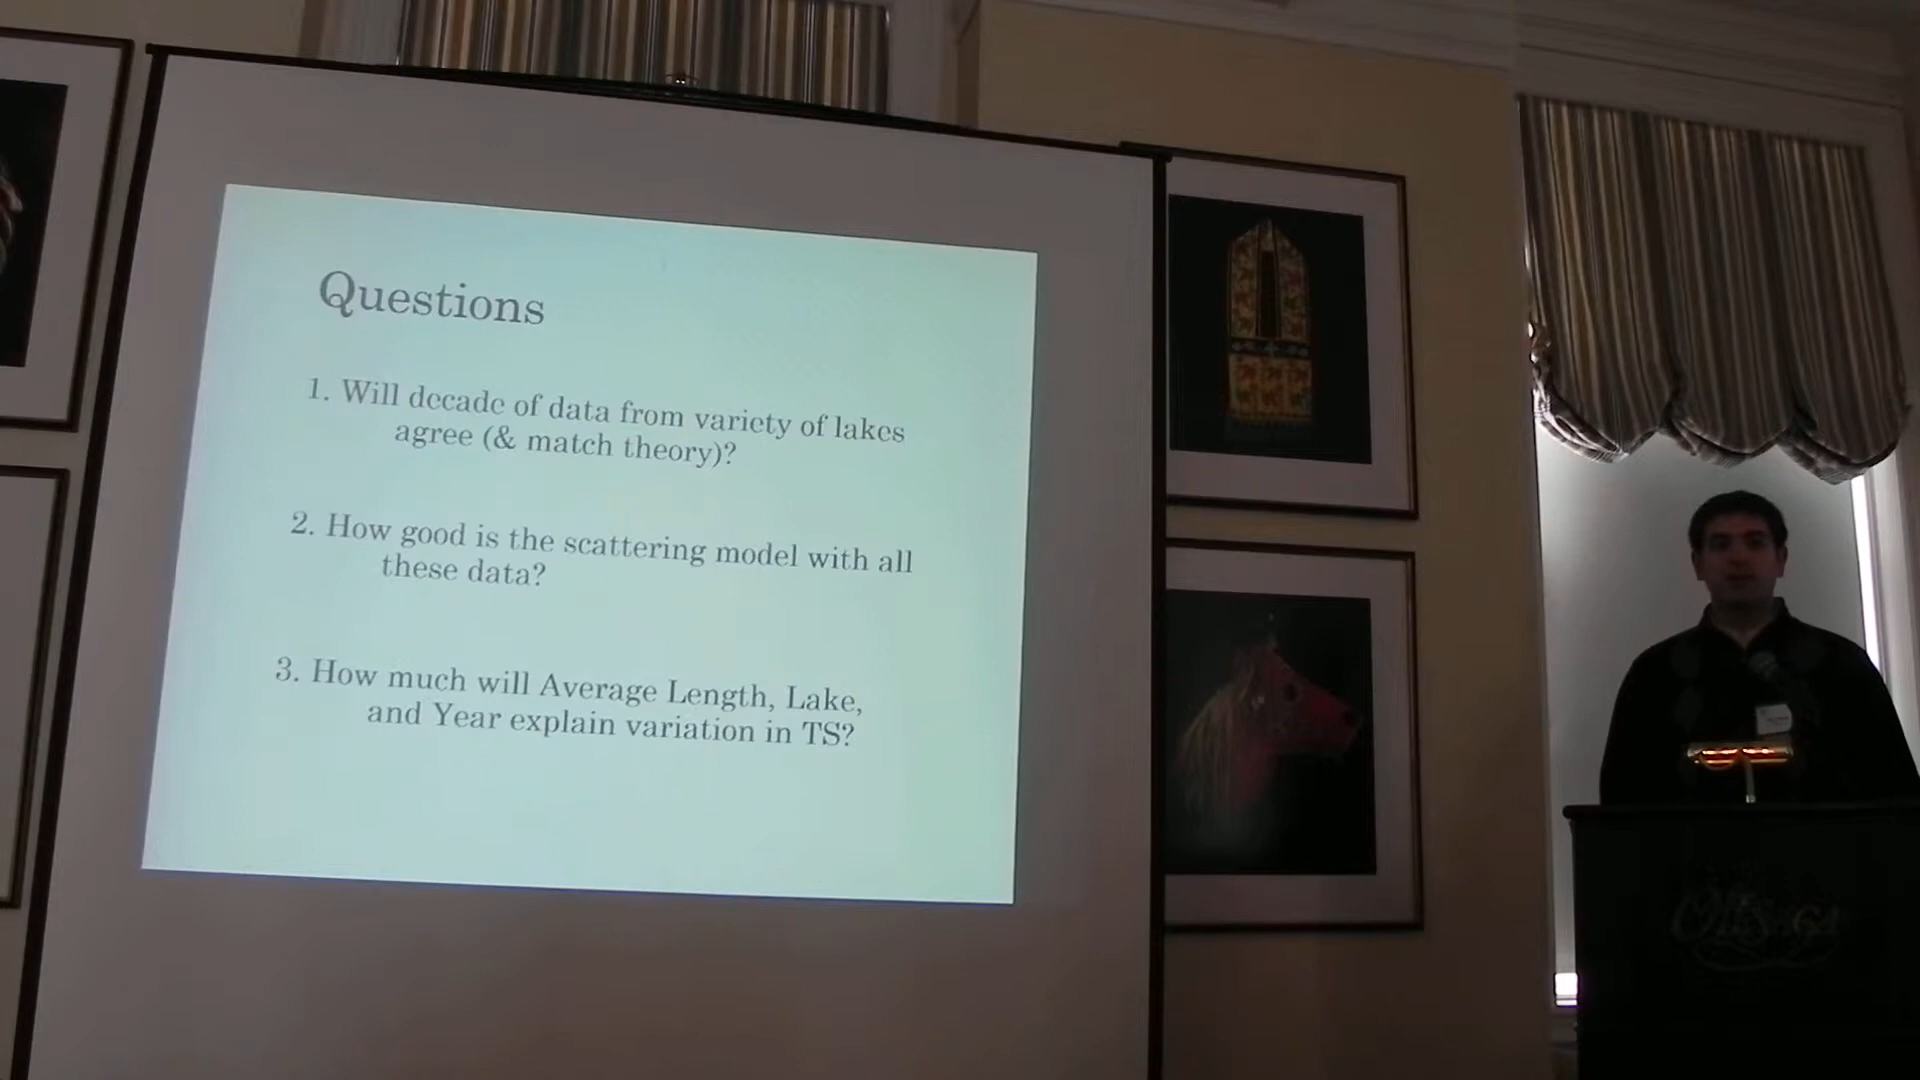 Questions
1. Will decade of data from variety of lakes
agree (& match theory)?
2. How good is the scattering model with all
these data?
3. How much will Average Length, Lake,
and Year explain variation in TS?